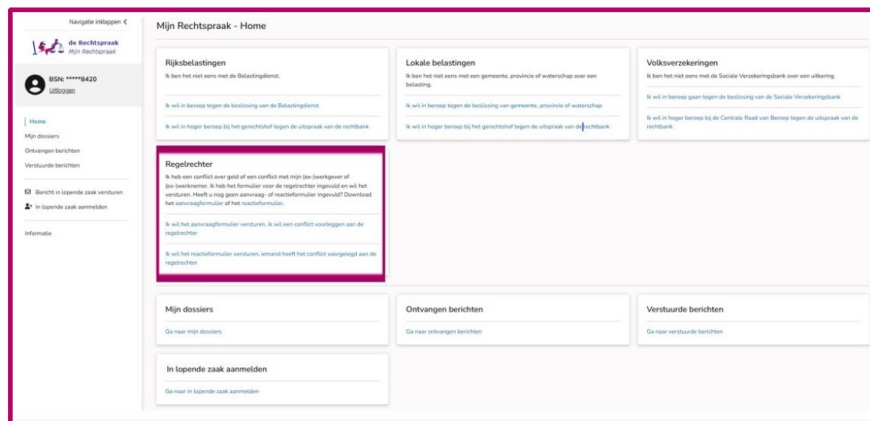 Navigatie inklappen
de Rechtspraak
Mijn Rechtspraak
BSN: *****8420
Uitloggen
Home
Mijn dossiers
Ontvangen berichten
Verstuurde berichten
Bericht in lopende zaak versturen
In lopende zaak aanmelden
Informatie
Mijn Rechtspraak - Home
Rijksbelastingen
Ik ben het niet eens met de Belastingdienst.
Ik wil in beroep tegen de beslissing van de Belastingdienst
Ik wil in hoger beroep bij het gerechtshof tegen de uitspraak van de rechtbank
Lokale belastingen
Ik ben het niet eens met een gemeente, provincie of waterschap over een
belasting.
Ik wil in beroep tegen de beslissing van gemeente, provincie of waterschap
Ik wil in hoger beroep bij het gerechtshof tegen de uitspraak van de rechtbank
Volksverzekeringen
Ik ben het niet eens met de Sociale Verzekeringsbank over een uitkering.
Ik wil in beroep gaan tegen de beslissing van de Sociale Verzekeringsbank
Ik wil in hoger beroep bij de Centrale Raad van Beroep tegen de uitspraak van de
rechtbank
Regelrechter
Ik heb een conflict over geld of een conflict met mijn (ex-)werkgever of
(ex-)werknemer. Ik heb het formulier voor de regelrechter ingevuld en wil het
versturen. Heeft u nog geen aanvraag- of reactieformulier ingevuld? Download
het aanvraagformulier of het reactieformulier.
Ik wil het aanvraagformulier versturen, ik wil een conflict voorleggen aan de
regelrechter
Ik wil het reactieformulier versturen, iemand heeft het conflict voorgelegd aan de
regelrechter
Mijn dossiers
Ga naar mijn dossiers
Ontvangen berichten
Ga naar ontvangen berichten
Verstuurde berichten
Ga naar verstuurde berichten
In lopende zaak aanmelden
Ga naar in lopende zaak aanmelden